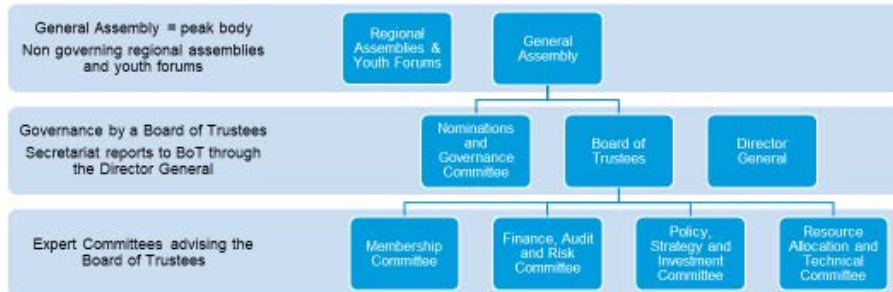 General Assembly = peak body
Non governing regional assemblies
and youth forums
Regional
Assemblies &
Youth Forums
General
Assembly
Governance by a Board of Trustees
Secretariat reports to BoT through
the Director General
Nominations
and
Governance
Committee
Board of
Trustees
Director
General
Expert Committees advising the
Board of Trustees
Membership
Committee
Finance, Audit
and Risk
Committee
Policy,
Strategy and
Investment
Committee
Resource
Allocation and
Technical
Committee